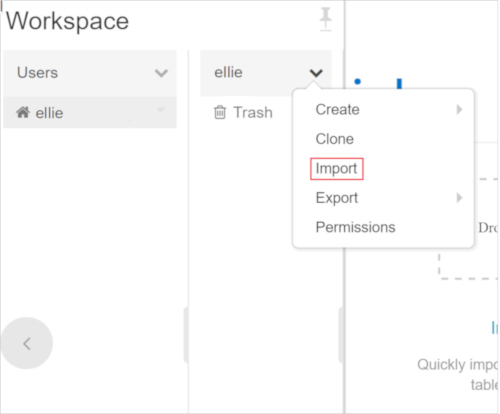 Workspace
Users
ellie
ellie
Trash
Create
Clone
Import
Export
Permissions
Quickly